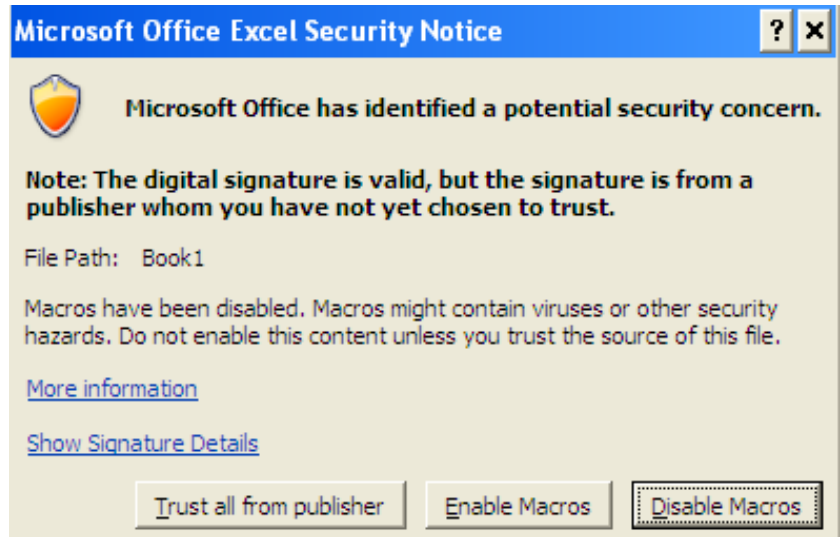 Microsoft Office Excel Security Notice
Microsoft Office has identified a potential security concern.
Note: The digital signature is valid, but the signature is from a
publisher whom you have not yet chosen to trust.
File Path: Book1
Macros have been disabled. Macros might contain viruses or other security
hazards. Do not enable this content unless you trust the source of this file.
More information
Show Signature Details
Trust all from publisher Enable Macros Disable Macros